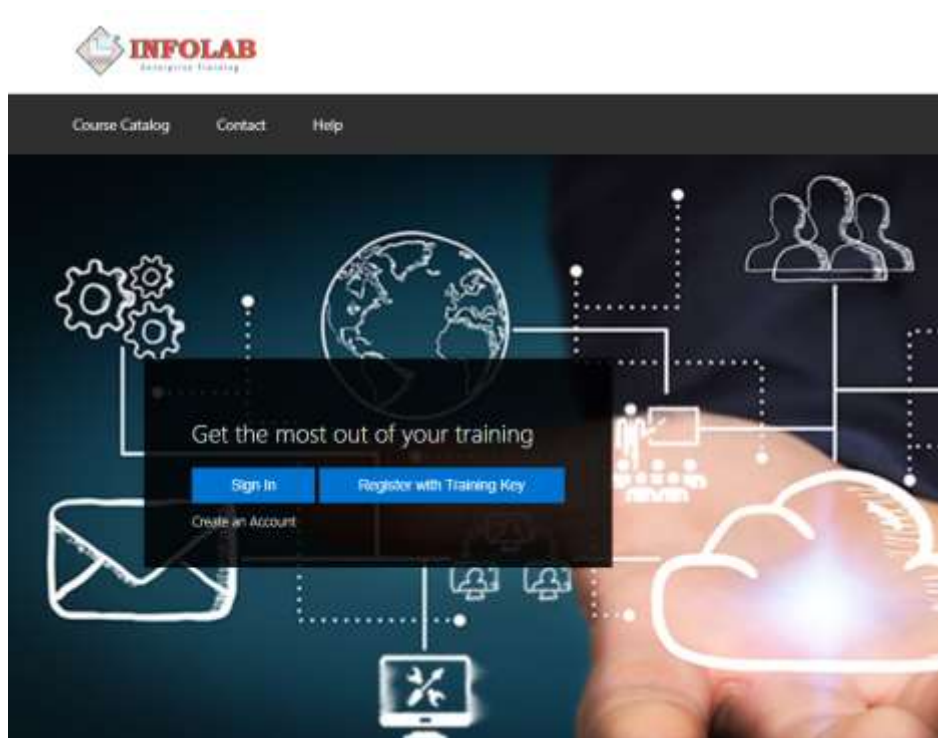 INFOLAB
Enterprise Training
Course Catalog Contact Help
Get the most out of your training
Sign In Register with Training Key
Create an Account